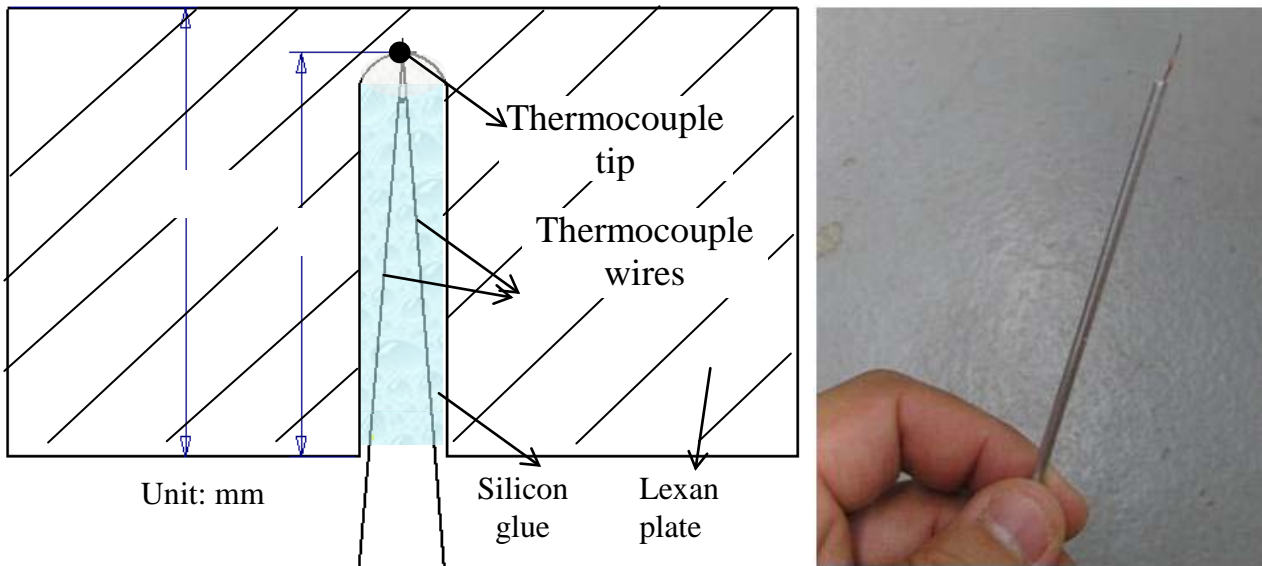 Thermocouple
tip
Thermocouple
wires
Unit: mm
Silicon
glue
Lexan
plate